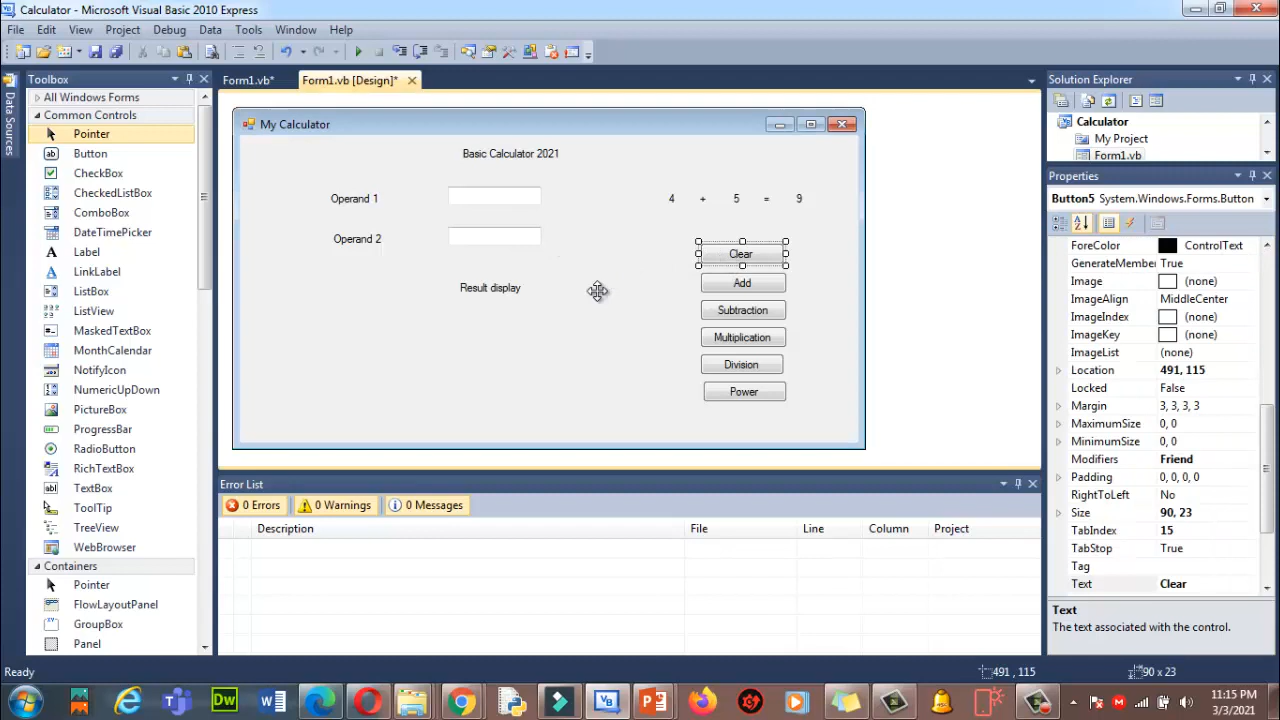 Calculator - Microsoft Visual Basic 2010 Express
File Edit View Project Debug Data Tools Window Help
Data Sources
Toolbox
All Windows Forms
Common Controls
Pointer
Button
CheckBox
CheckedListBox
ComboBox
DateTimePicker
Label
LinkLabel
ListBox
ListView
MaskedTextBox
MonthCalendar
NotifyIcon
NumericUpDown
PictureBox
ProgressBar
RadioButton
RichTextBox
TextBox
ToolTip
TreeView
WebBrowser
Containers
Pointer
FlowLayoutPanel
GroupBox
Panel
Form1.vb* Form1.vb [Design]*
My Calculator
Basic Calculator 2021
Operand 1 4 + 5 = 9
Operand 2
Clear
Result display Add
Subtraction
Multiplication
Division
Power
Error List
0 Errors 0 Warnings 0 Messages
Description File Line Column Project
Solution Explorer
Calculator
My Project
Form1.vb
Properties
Button5 System.Windows.Forms.Button
ForeColor ControlText
GenerateMembe True
Image (none)
ImageAlign MiddleCenter
ImageIndex (none)
ImageKey (none)
ImageList (none)
Location 491, 115
Locked False
Margin 3, 3, 3, 3
MaximumSize 0, 0
MinimumSize 0, 0
Modifiers Friend
Padding 0, 0, 0, 0
RightToLeft No
Size 90, 23
TabIndex 15
TabStop True
Tag
Text Clear
Text
The text associated with the control.
Ready 491 , 115 90 x 23
Dw
11:15 PM
3/3/2021